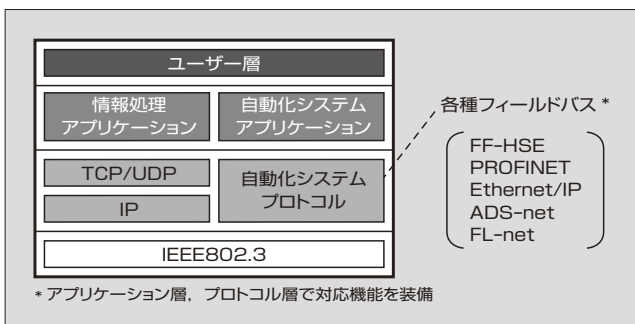 ユーザー層
情報処理
アプリケーション
自動化システム
アプリケーション
TCP/UDP
IP
自動化システム
プロトコル
IEEE802.3
各種フィールドバス*
FF-HSE
PROFINET
Ethernet/IP
ADS-net
FL-net
* アプリケーション層，プロトコル層で対応機能を装備